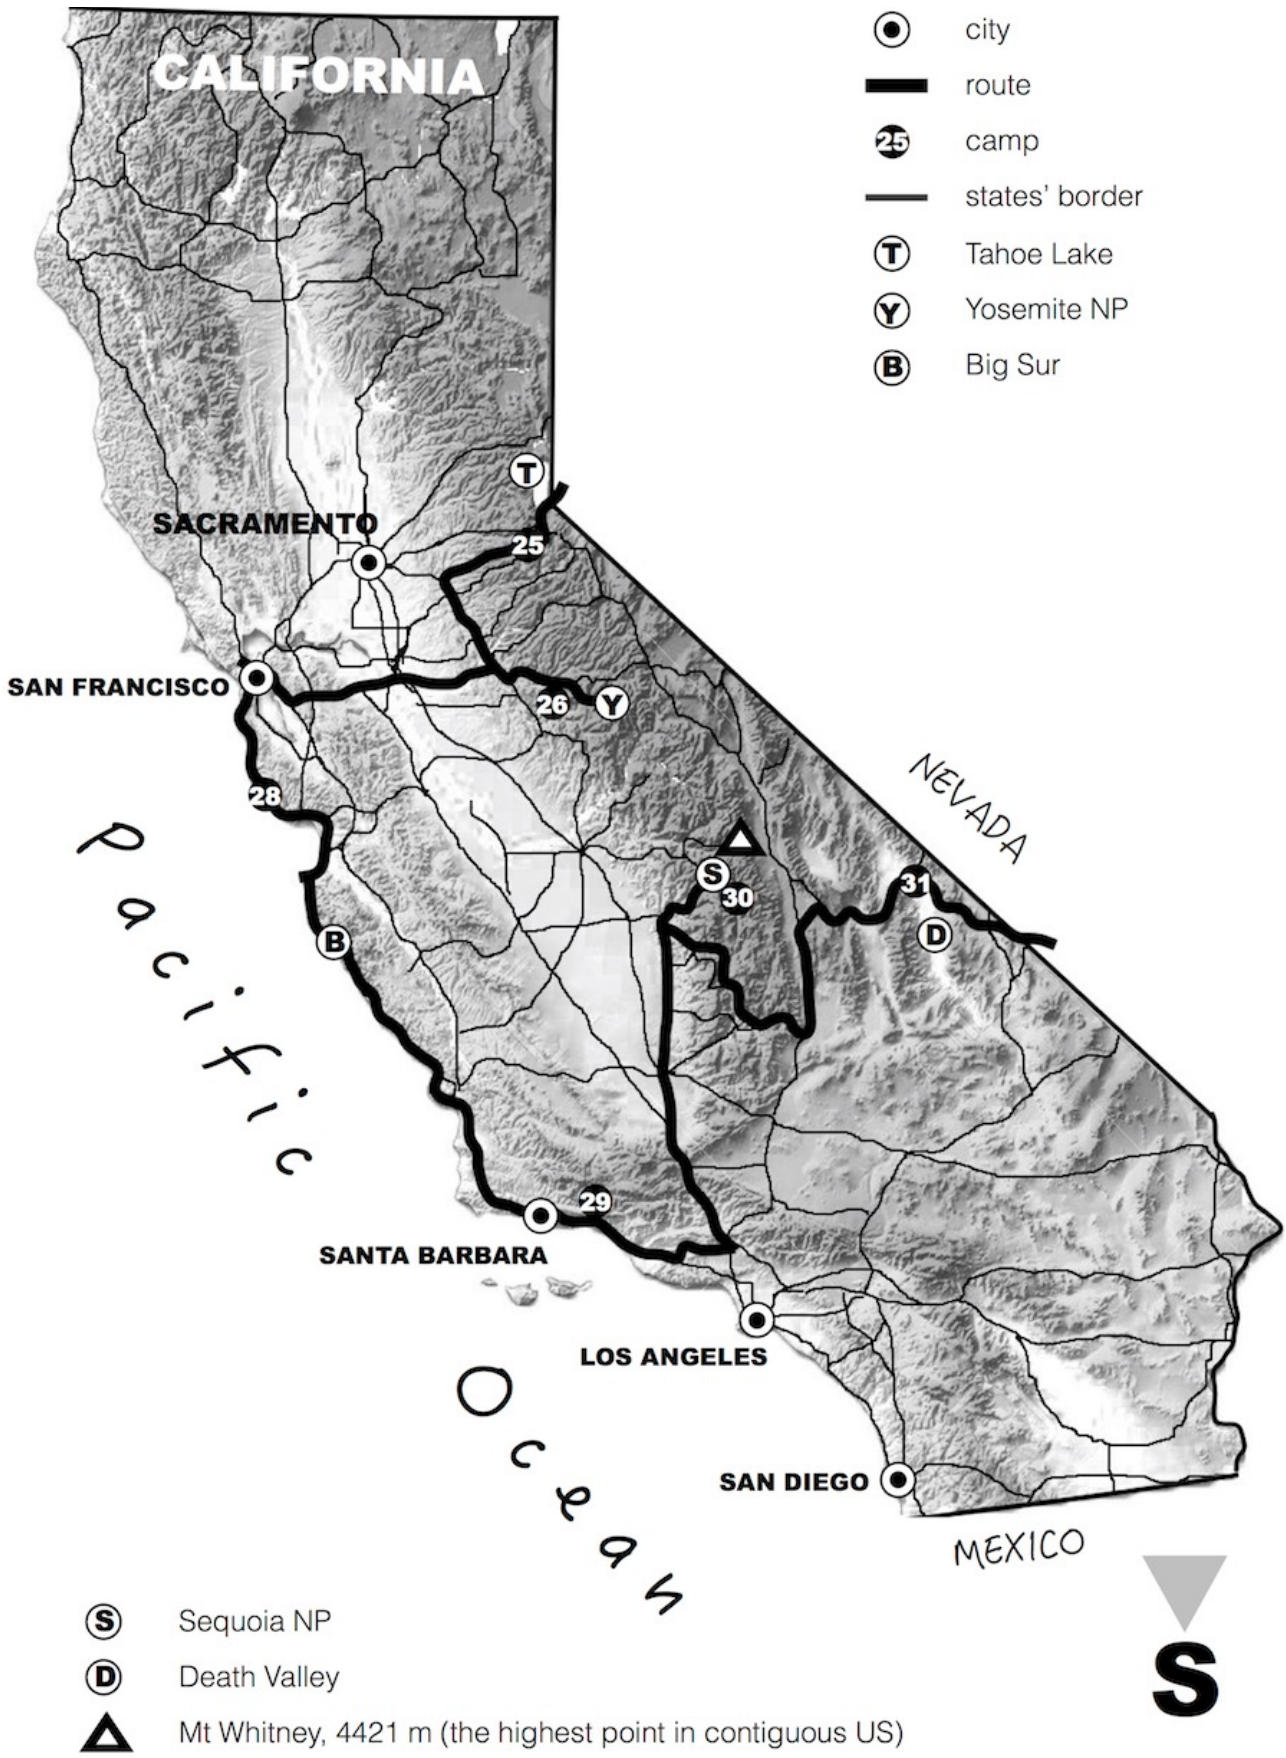 CALIFORNIA
city
route
25 camp
states' border
T Tahoe Lake
Y Yosemite NP
B Big Sur
T
SACRAMENTO
25
SAN FRANCISCO
26
Y
28
NEVADA
Pacific
S
30
31
B
D
29
SANTA BARBARA
LOS ANGELES
Ocean
SAN DIEGO
MEXICO
S Sequoia NP
D Death Valley
Mt Whitney, 4421 m (the highest point in contiguous US)
S